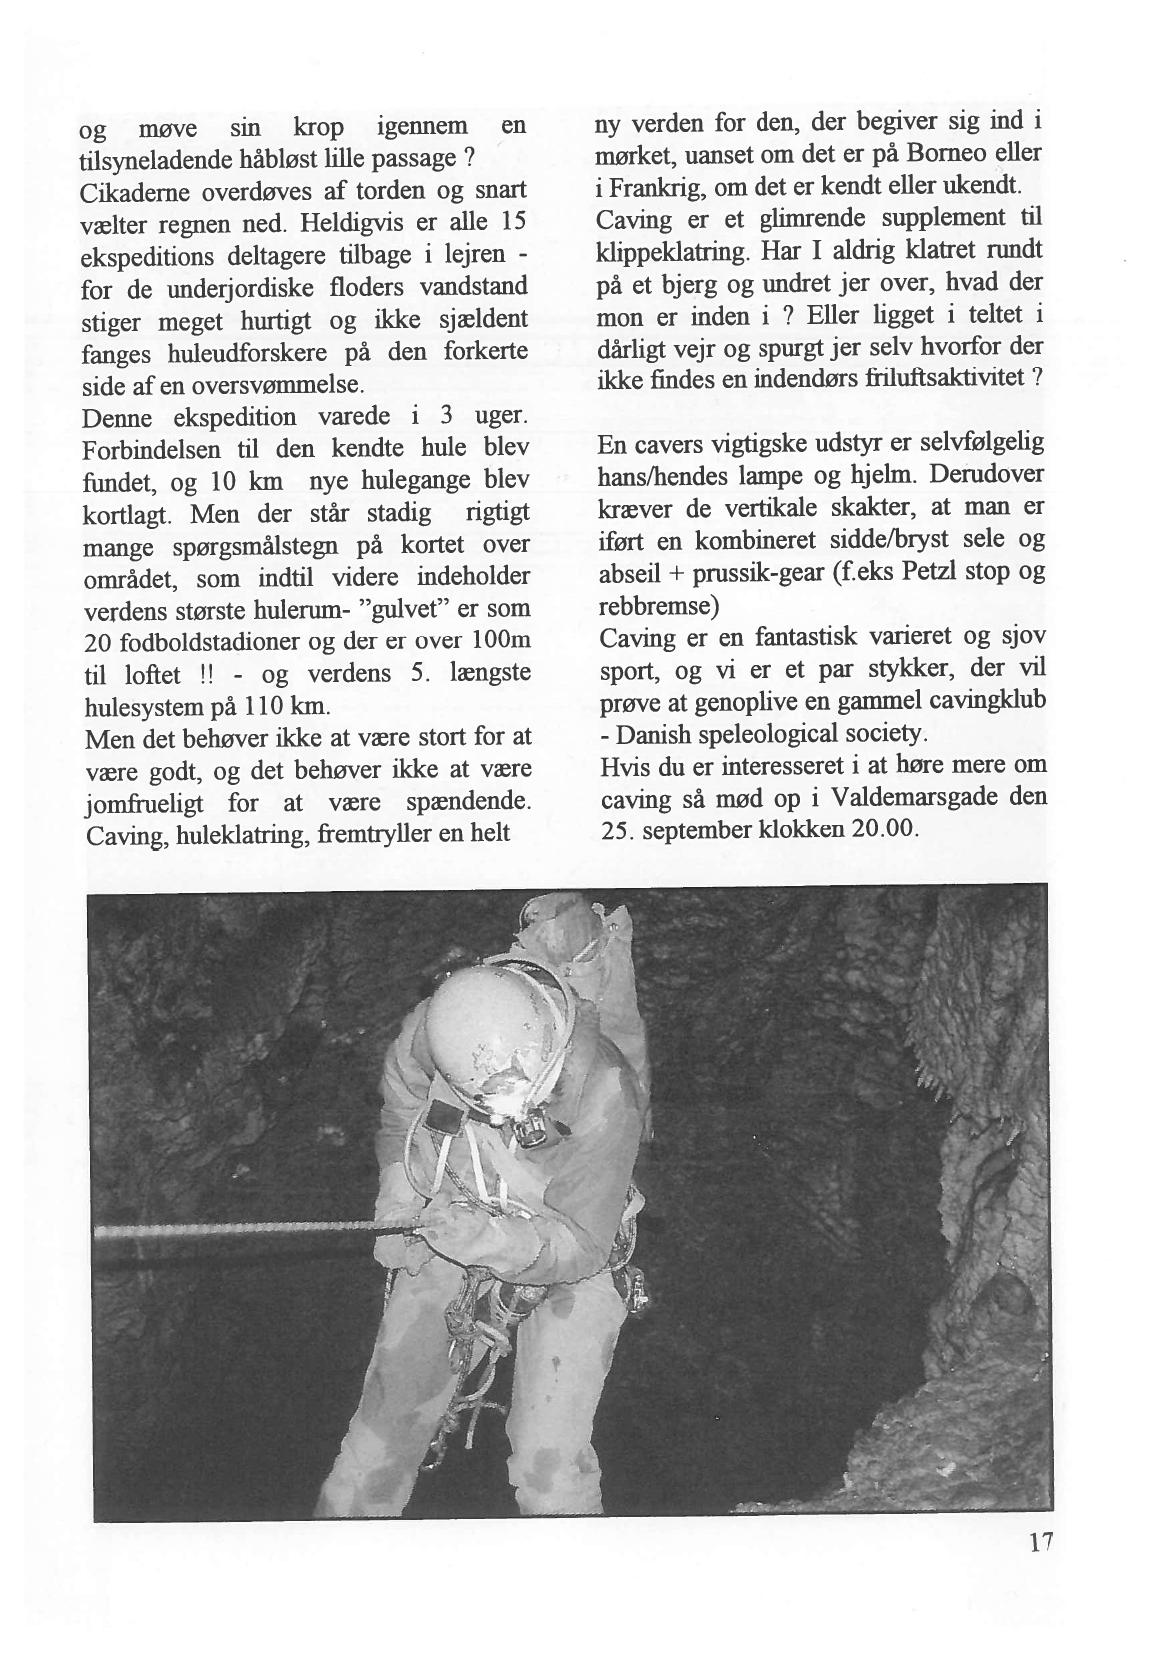 og møve sin krop igennem en
tilsyneladende håbløst lille passage ?
Cikaderne overdøves af torden og snart
vælter regnen ned. Heldigvis er alle 15
ekspeditions deltagere tilbage i lejren -
for de underjordiske floders vandstand
stiger meget hurtigt og ikke sjældent
fanges huleudforskere på den forkerte
side af en oversvømmelse.
Denne ekspedition varede i 3 uger.
Forbindelsen til den kendte hule blev
fundet, og 10 km nye hulegange blev
kortlagt. Men der står stadig rigtigt
mange spørgsmålstegn på kortet over
området, som indtil videre indeholder
verdens største hulerum- ”gulvet” er som
20 fodboldstadioner og der er over 100m
til loftet !! - og verdens 5. længste
hulesystem på 110 km.
Men det behøver ikke at være stort for at
være godt, og det behøver ikke at være
jomfrueligt for at være spændende.
Caving, huleklatring, fremtryller en helt
ny verden for den, der begiver sig ind i
mørket, uanset om det er på Borneo eller
i Frankrig, om det er kendt eller ukendt.
Caving er et glimrende supplement til
klippeklatring. Har I aldrig klatret rundt
på et bjerg og undret jer over, hvad der
mon er inden i ? Eller ligget i teltet i
dårligt vejr og spurgt jer selv hvorfor der
ikke findes en indendørs friluftsaktivitet ?
En cavers vigtigske udstyr er selvfølgelig
hans/hendes lampe og hjelm. Derudover
kræver de vertikale skakter, at man er
iført en kombineret sidde/bryst sele og
abseil + prussik-gear (f.eks Petzl stop og
rebbremse)
Caving er en fantastisk varieret og sjov
sport, og vi er et par stykker, der vil
prøve at genoplive en gammel cavingklub
- Danish speleological society.
Hvis du er interesseret i at høre mere om
caving så mød op i Valdemarsgade den
25. september klokken 20.00.
17